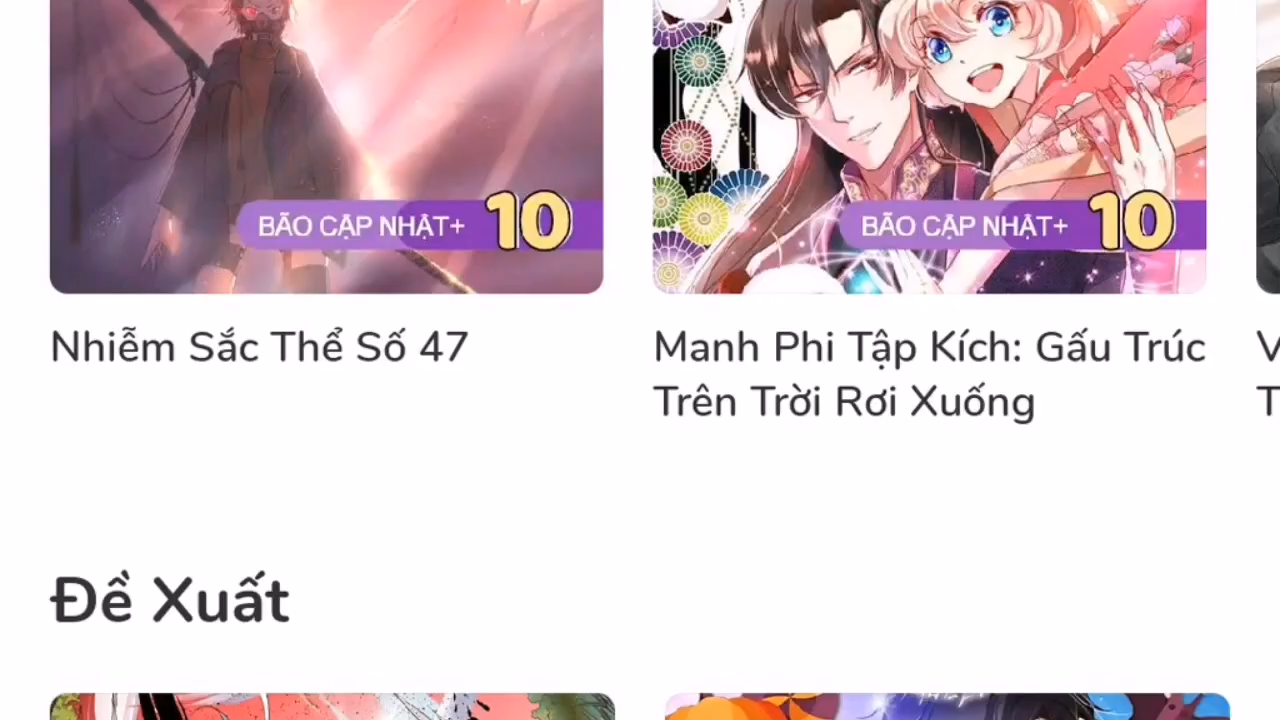 BÃO CẬP NHẬT+ 10
BÃO CẬP NHẬT+ 10
Nhiễm Sắc Thể Số 47
Manh Phi Tập Kích: Gấu Trúc
Trên Trời Rơi Xuống
Đề Xuất